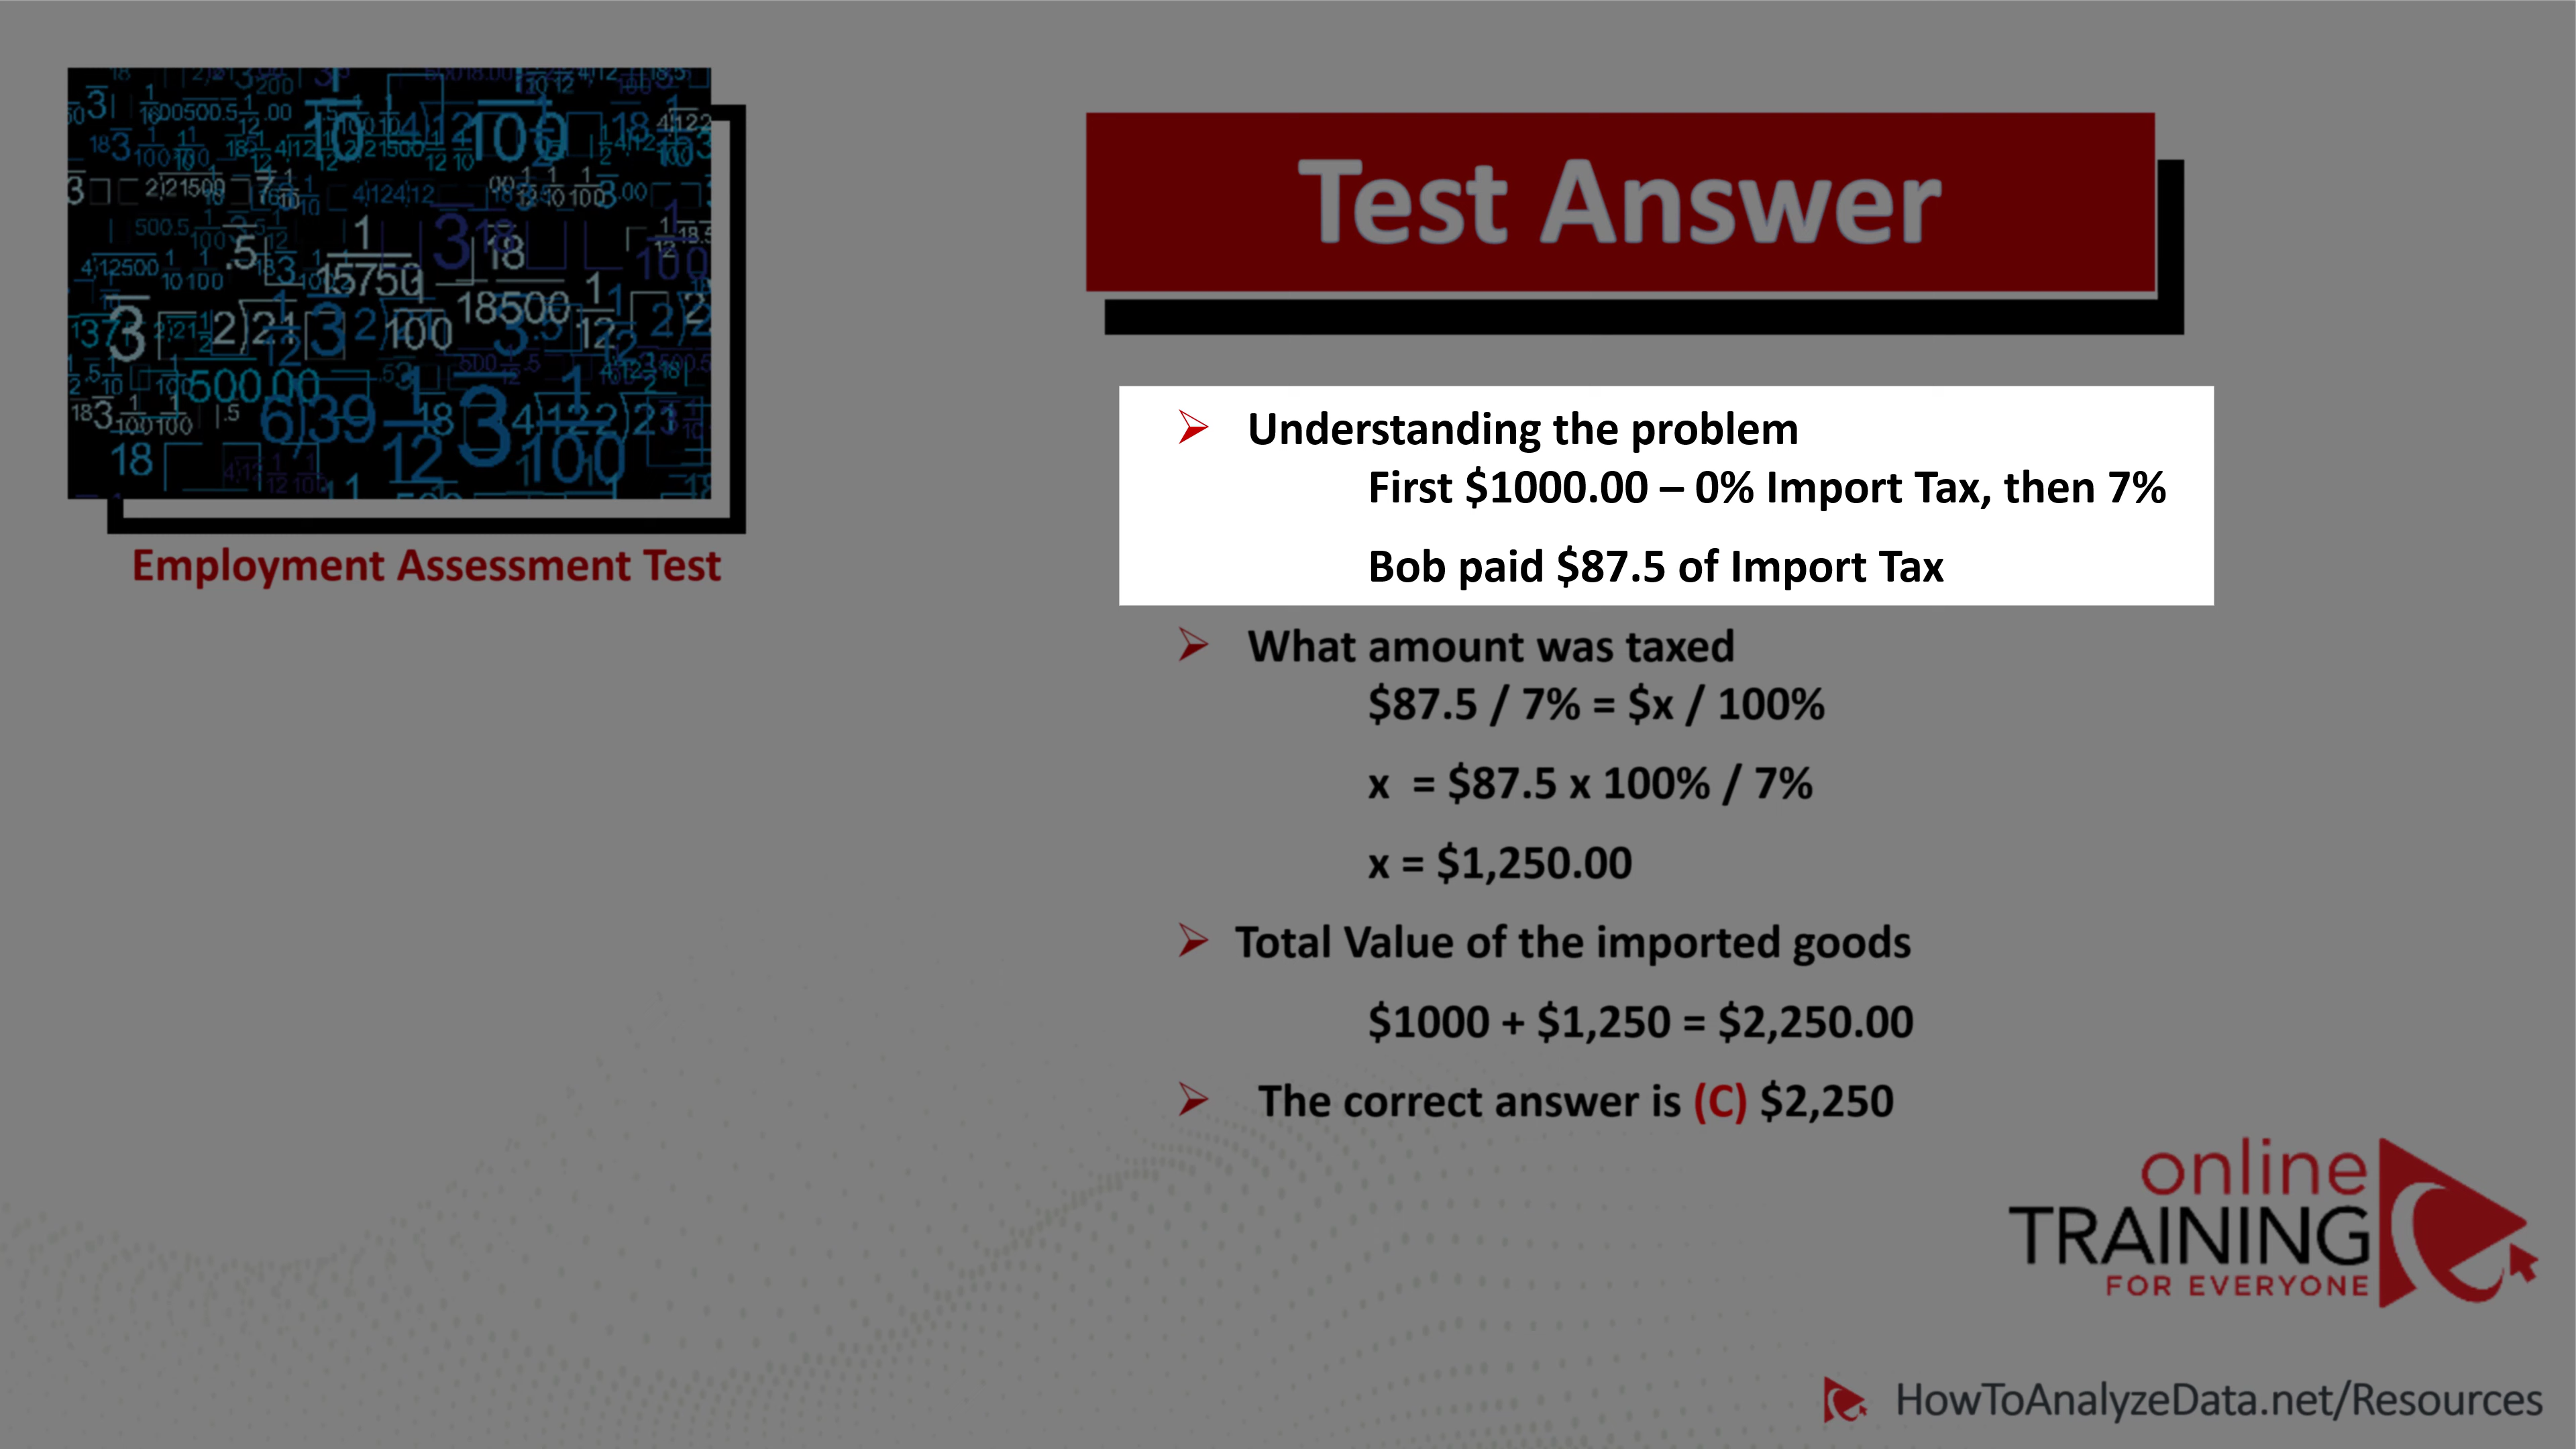 Employment Assessment Test
Test Answer
Understanding the problem
First $1000.00 – 0% Import Tax, then 7%
Bob paid $87.5 of Import Tax
What amount was taxed
$87.5 / 7% = $x / 100%
x = $87.5 x 100% / 7%
x = $1,250.00
Total Value of the imported goods
$1000 + $1,250 = $2,250.00
The correct answer is (C) $2,250
online
TRAINING
FOR EVERYONE
HowToAnalyzeData.net/Resources